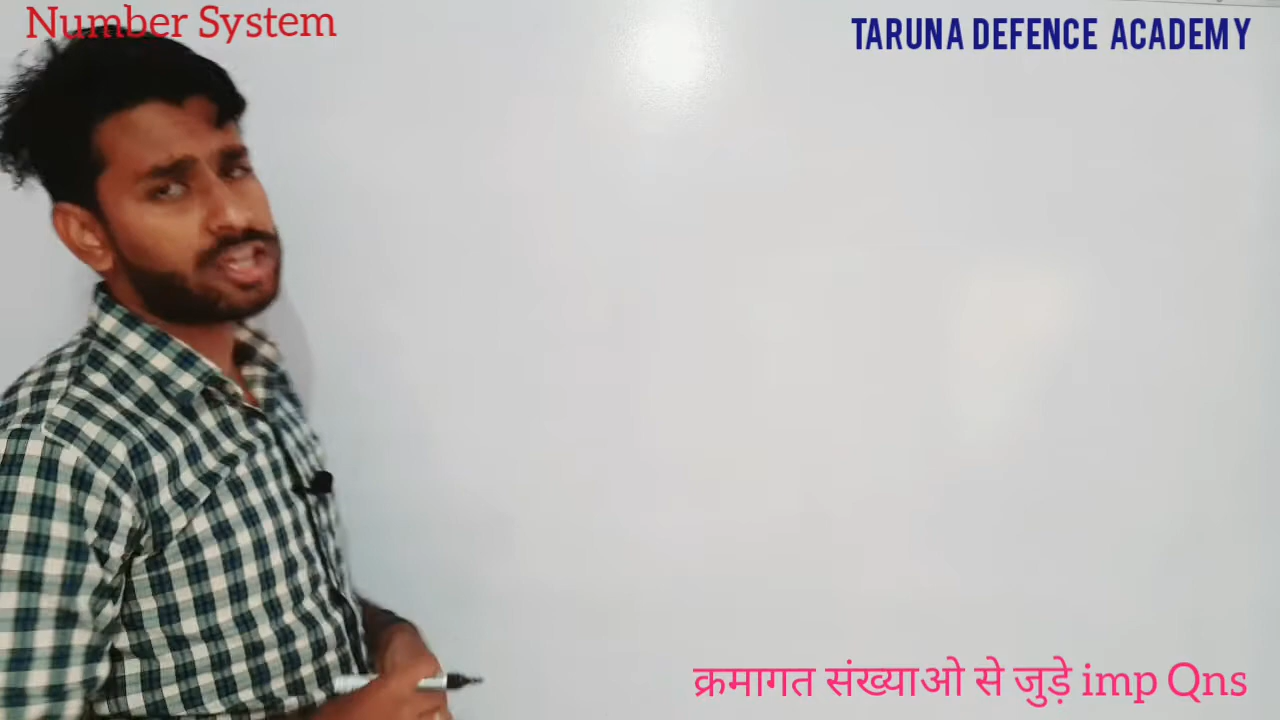 Number System
TARUNA DEFENCE ACADEMY
क्रमागत संख्याओ से जुड़े imp Qns